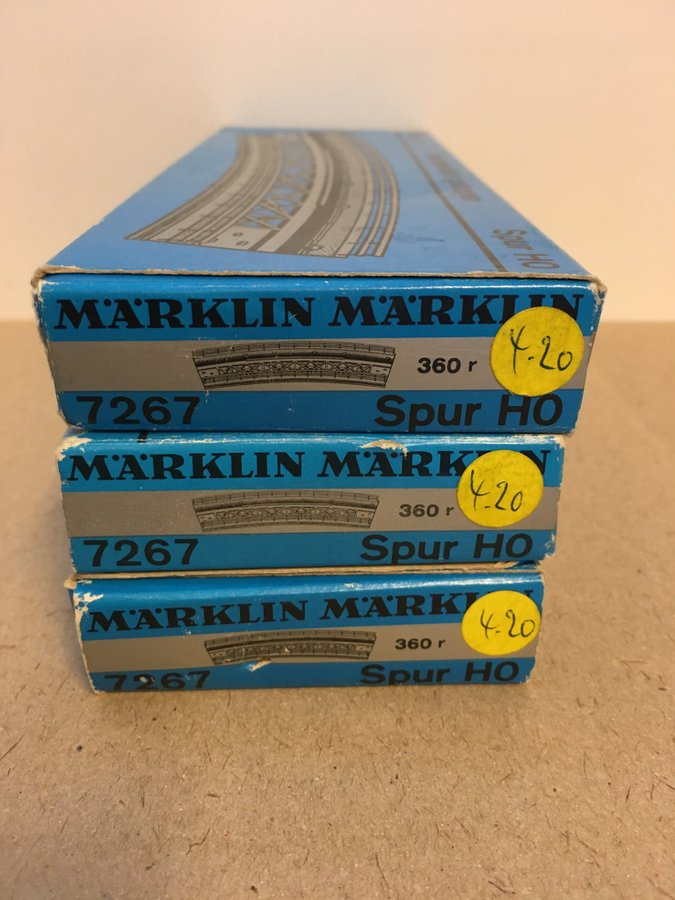 Spur HO
MÄRKLIN MÄRKLIN
360 r
4.20
7267 Spur HO
MÄRKLIN MÄRKLIN
360 r
4.20
7267 Spur HO
MÄRKLIN MÄRKL
360 r
4.20
7267 Spur HO